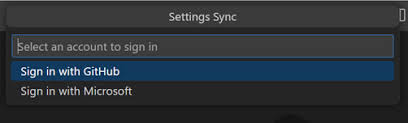 Settings Sync
Select an account to sign in
Sign in with GitHub
Sign in with Microsoft